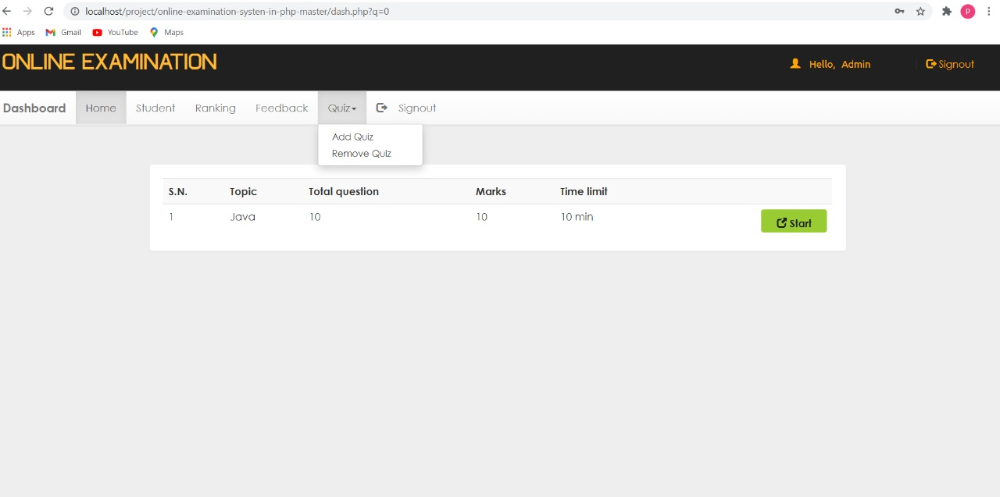 localhost/project/online-examination-systen-in-php-master/dash.php?q=0
P
Apps Gmail YouTube Maps
ONLINE EXAMINATION Hello, Admin Signout
Dashboard Home Student Ranking Feedback Quiz Signout
Add Quiz
Remove Quiz
S.N. Topic Total question Marks Time limit
1 Java 10 10 10 min Start